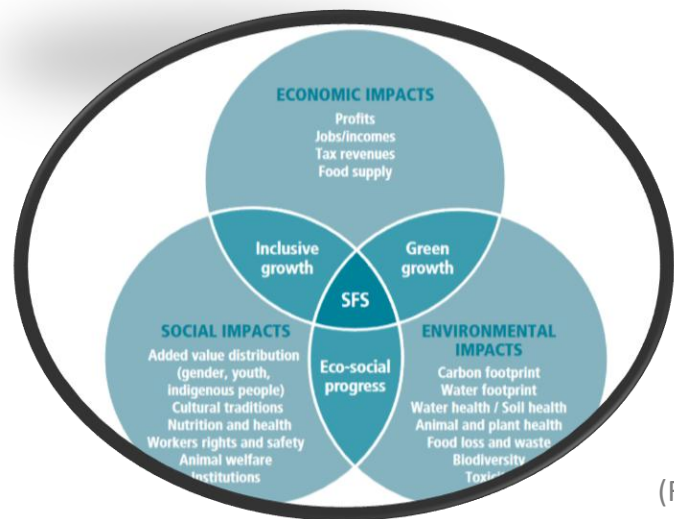 ECONOMIC IMPACTS
Profits
Jobs/incomes
Tax revenues
Food supply
Inclusive
growth
Green
growth
SFS
SOCIAL IMPACTS
Added value distribution
(gender, youth,
indigenous people)
Cultural traditions
Nutrition and health
Workers rights and safety
Animal welfare
Institutions
Eco-social
progress
ENVIRONMENTAL
IMPACTS
Carbon footprint
Water footprint
Water health / Soil health
Animal and plant health
Food loss and waste
Biodiversity